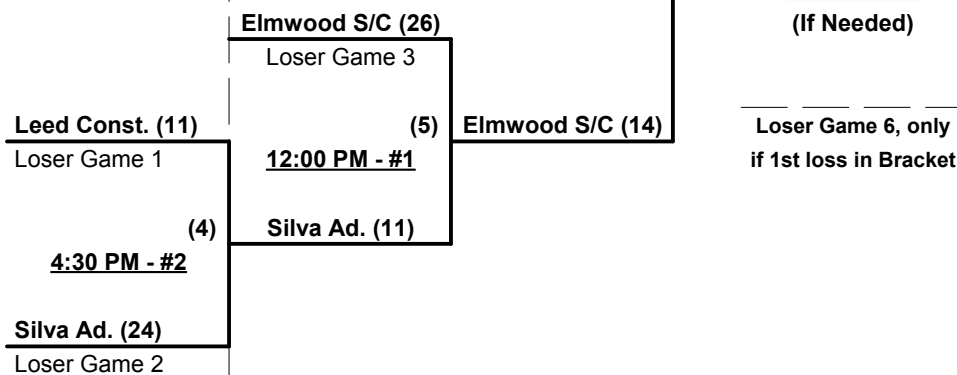 Elmwood S/C (26)
(If Needed)
Loser Game 3
Leed Const. (11)
(5)
Elmwood S/C (14)
Loser Game 6, only
Loser Game 1
12:00 PM - #1
if 1st loss in Bracket
(4)
Silva Ad. (11)
4:30 PM - #2
Silva Ad. (24)
Loser Game 2